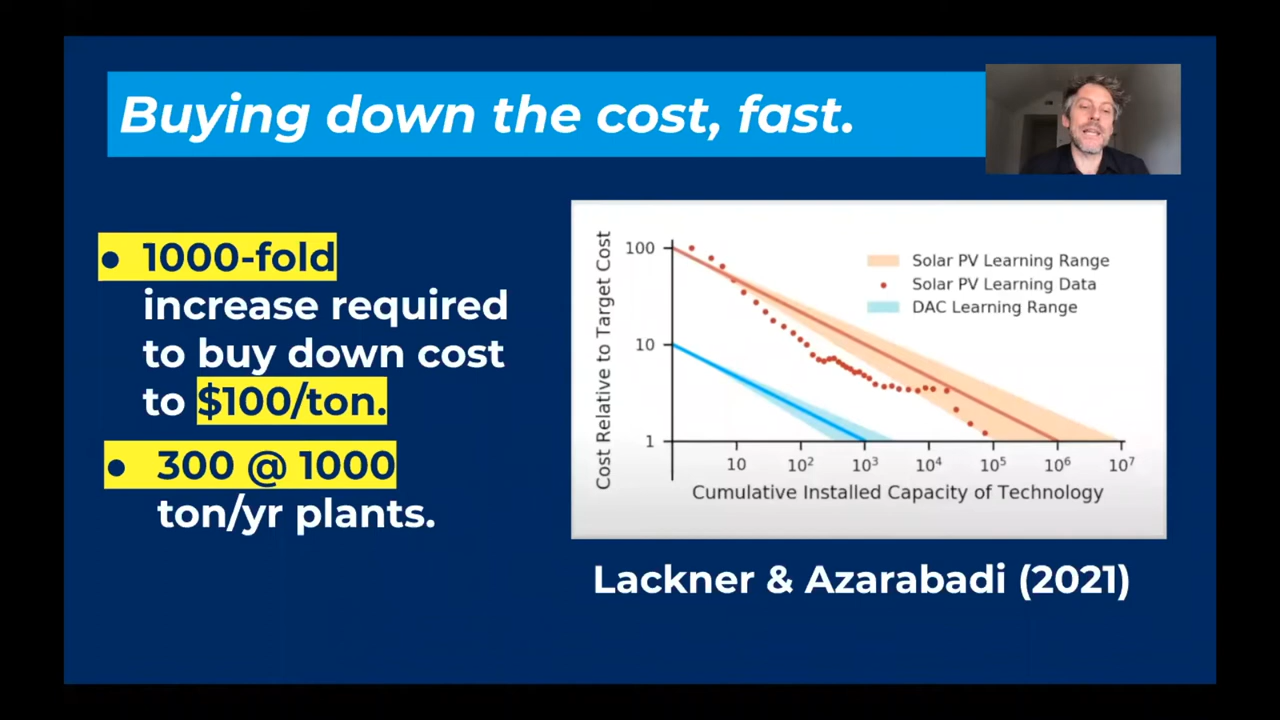 Buying down the cost, fast.
• 1000-fold
increase required
to buy down cost
to $100/ton.
• 300 @ 1000
ton/yr plants.
Cost Relative to Target Cost
100
10
1
Solar PV Learning Range
Solar PV Learning Data
DAC Learning Range
10 10² 10³ 10⁴ 10⁵ 10⁶ 10⁷
Cumulative Installed Capacity of Technology
Lackner & Azarabadi (2021)